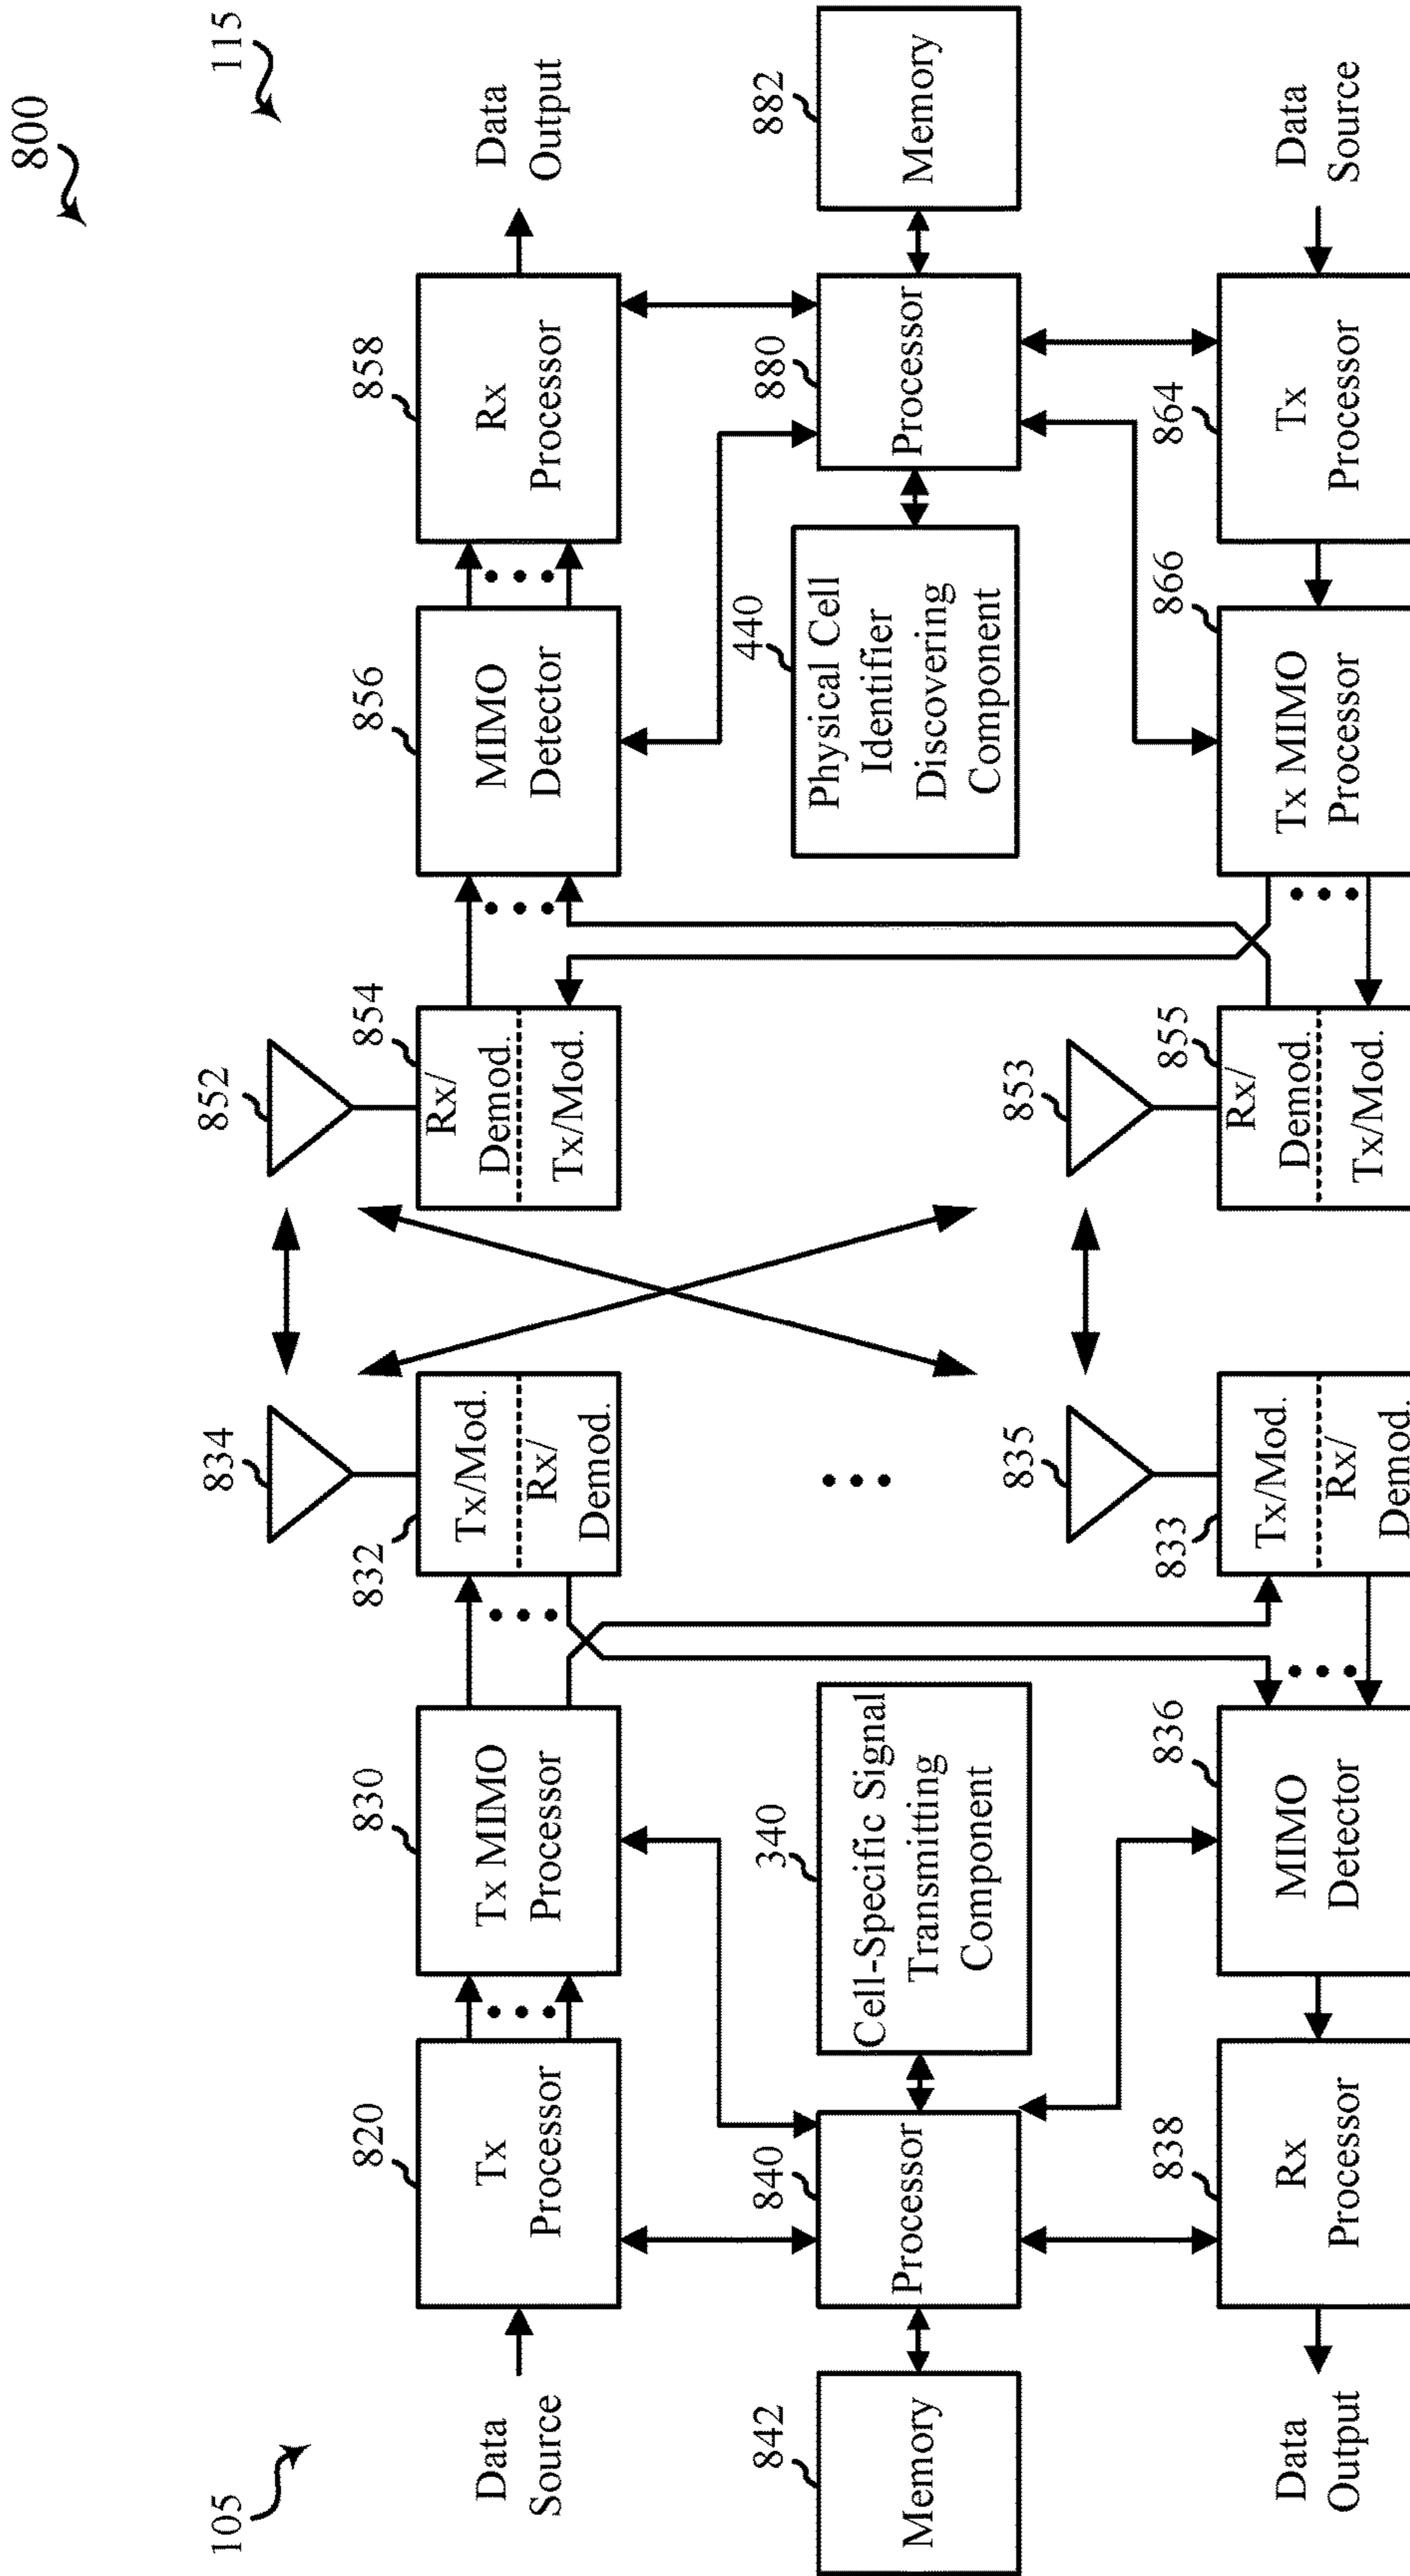 800
105
115
834
852
Data
Source
820
Tx
Processor
830
Tx MIMO
Processor
832
Tx/Mod.
Rx/
Demod.
854
Rx/
Demod.
Tx/Mod.
856
MIMO
Detector
858
Rx
Processor
Data
Output
842
Memory
840
Processor
340
Cell-Specific Signal
Transmitting
Component
440
Physical Cell
Identifier
Discovering
Component
880
Processor
882
Memory
835
853
Data
Output
838
Rx
Processor
836
MIMO
Detector
833
Tx/Mod.
Rx/
Demod.
855
Rx/
Demod.
Tx/Mod.
866
Tx MIMO
Processor
864
Tx
Processor
Data
Source